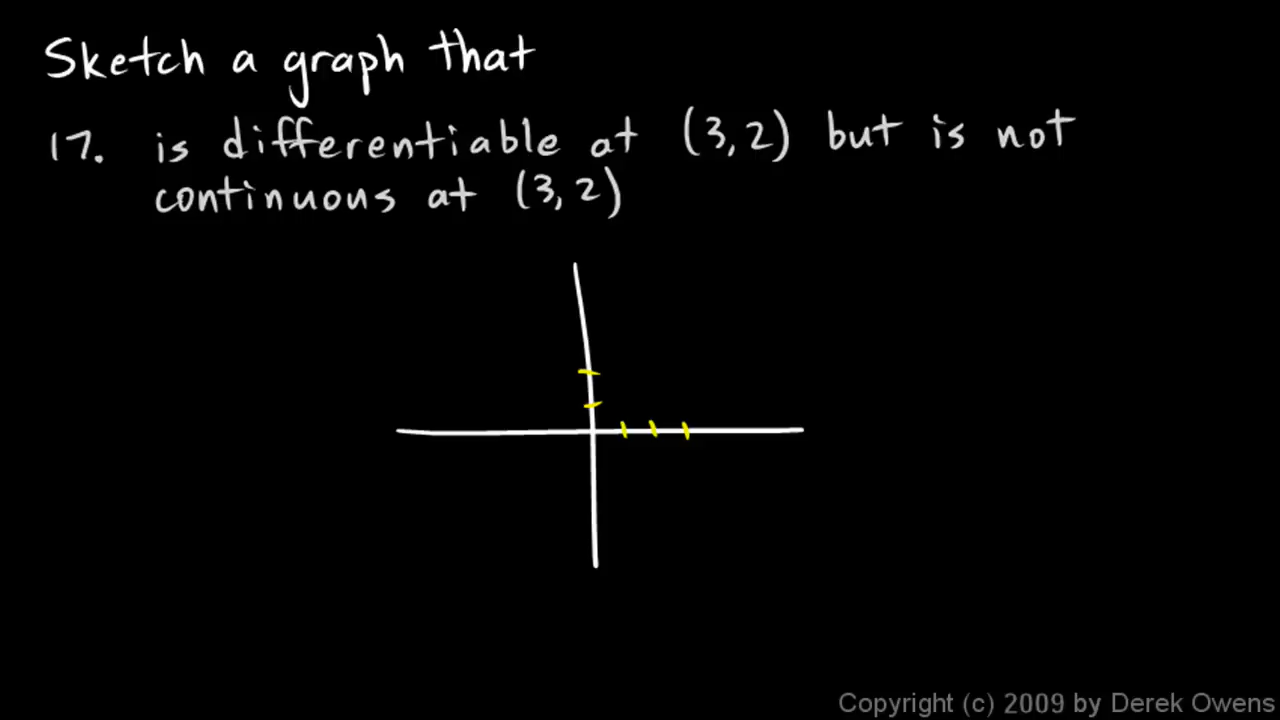 Sketch a graph that
17. is differentiable at (3,2) but is not
continuous at (3,2)
Copyright (c) 2009 by Derek Owens